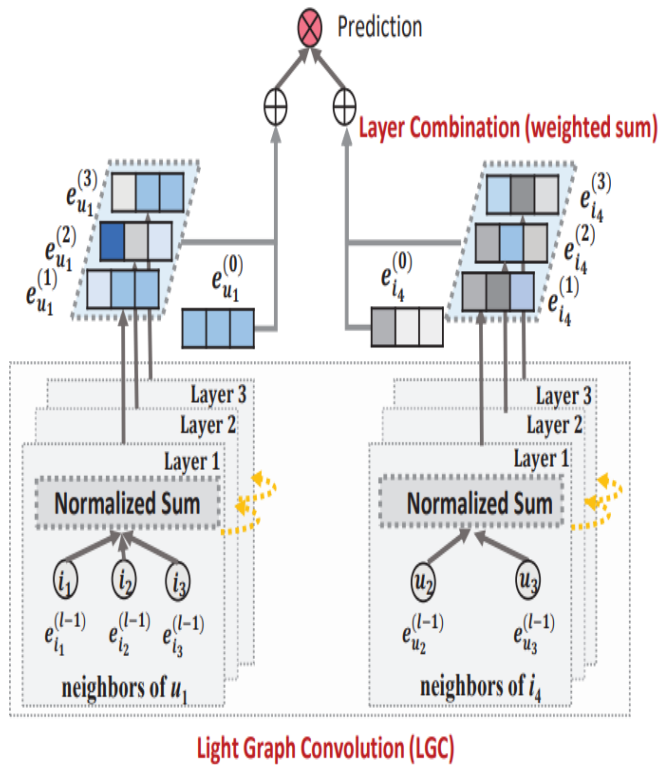 Prediction
Layer Combination (weighted sum)
e_{u_1}^{(3)}
e_{u_1}^{(2)}
e_{u_1}^{(1)}
e_{u_1}^{(0)}
e_{i_4}^{(0)}
e_{i_4}^{(3)}
e_{i_4}^{(2)}
e_{i_4}^{(1)}
Layer 3
Layer 2
Layer 1
Normalized Sum
i_1 i_2 i_3
e_{i_1}^{(l-1)} e_{i_2}^{(l-1)} e_{i_3}^{(l-1)}
neighbors of u_1
Layer 3
Layer 2
Layer 1
Normalized Sum
u_2 u_3
e_{u_2}^{(l-1)} e_{u_3}^{(l-1)}
neighbors of i_4
Light Graph Convolution (LGC)